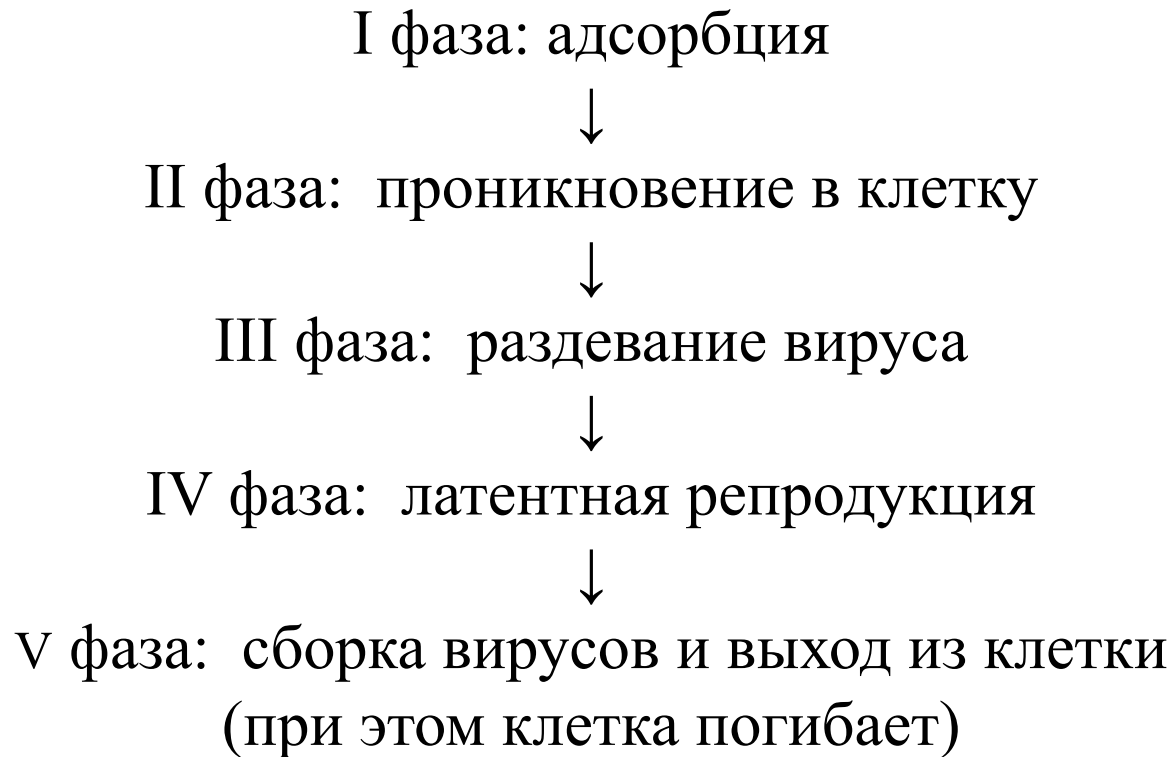 I фаза: адсорбция
↓
II фаза: проникновение в клетку
↓
III фаза: раздевание вируса
↓
IV фаза: латентная репродукция
↓
V фаза: сборка вирусов и выход из клетки
(при этом клетка погибает)